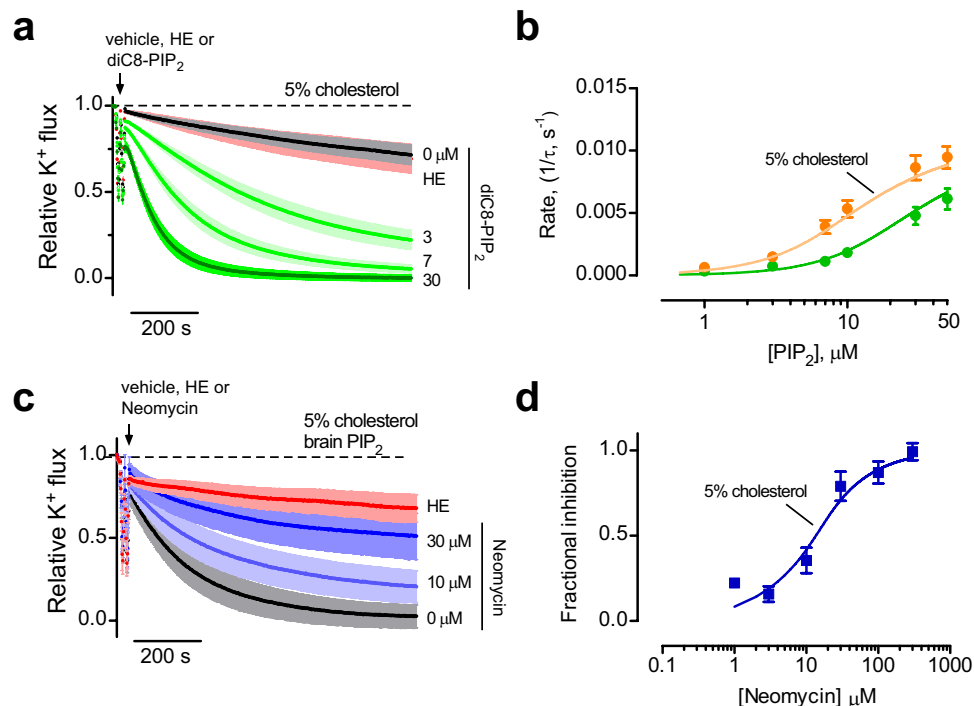 a
vehicle, HE or
diC8-PIP2
5% cholesterol
Relative K+ flux
1.0
0.5
0.0
0 μM
HE
3
7
30
diC8-PIP2
200 s
b
Rate, (1/τ, s-1)
0.015
0.010
0.005
0.000
5% cholesterol
1
10
50
[PIP2], μM
c
vehicle, HE or
Neomycin
5% cholesterol
brain PIP2
Relative K+ flux
1.0
0.5
0.0
HE
30 μM
10 μM
0 μM
Neomycin
200 s
d
Fractional inhibition
1.0
0.5
0.0
5% cholesterol
0.1
1
10
100
1000
[Neomycin] μM